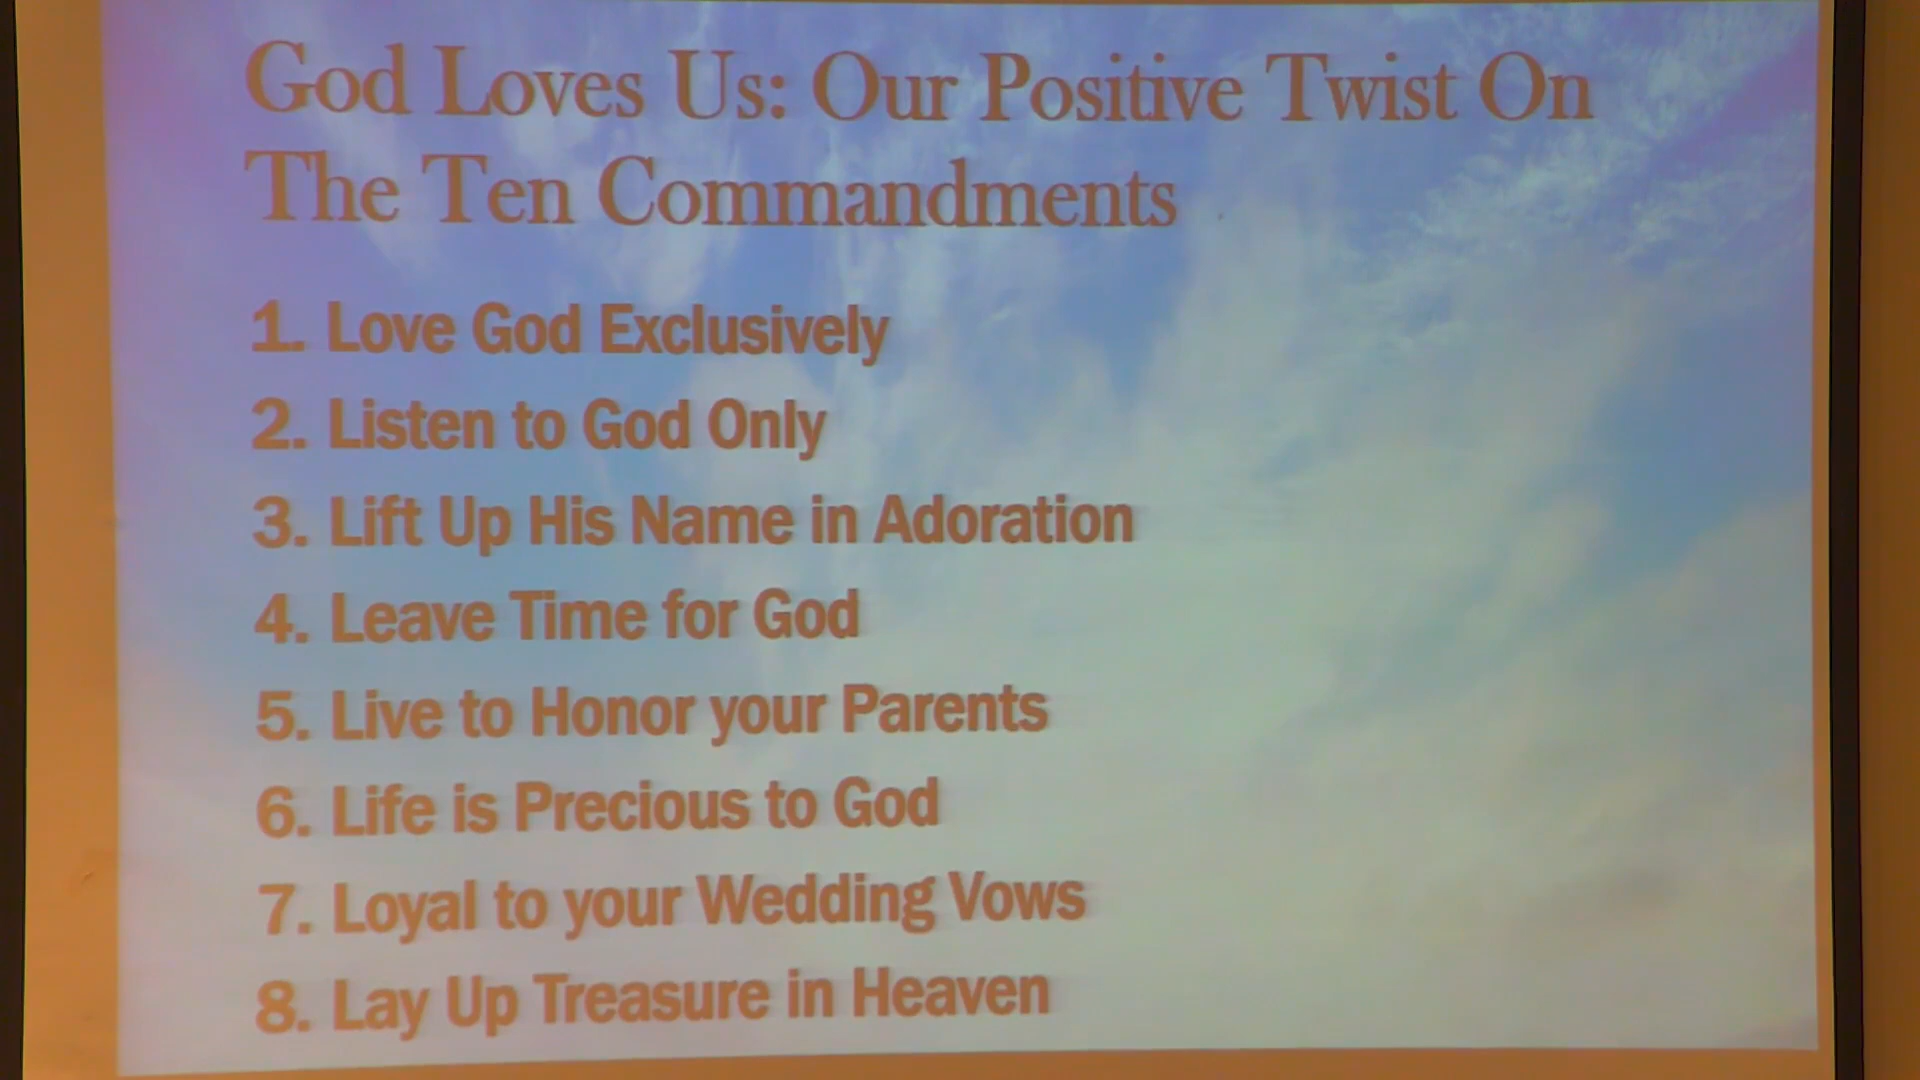 God Loves Us: Our Positive Twist On
The Ten Commandments
1. Love God Exclusively
2. Listen to God Only
3. Lift Up His Name in Adoration
4. Leave Time for God
5. Live to Honor your Parents
6. Life is Precious to God
7. Loyal to your Wedding Vows
8. Lay Up Treasure in Heaven